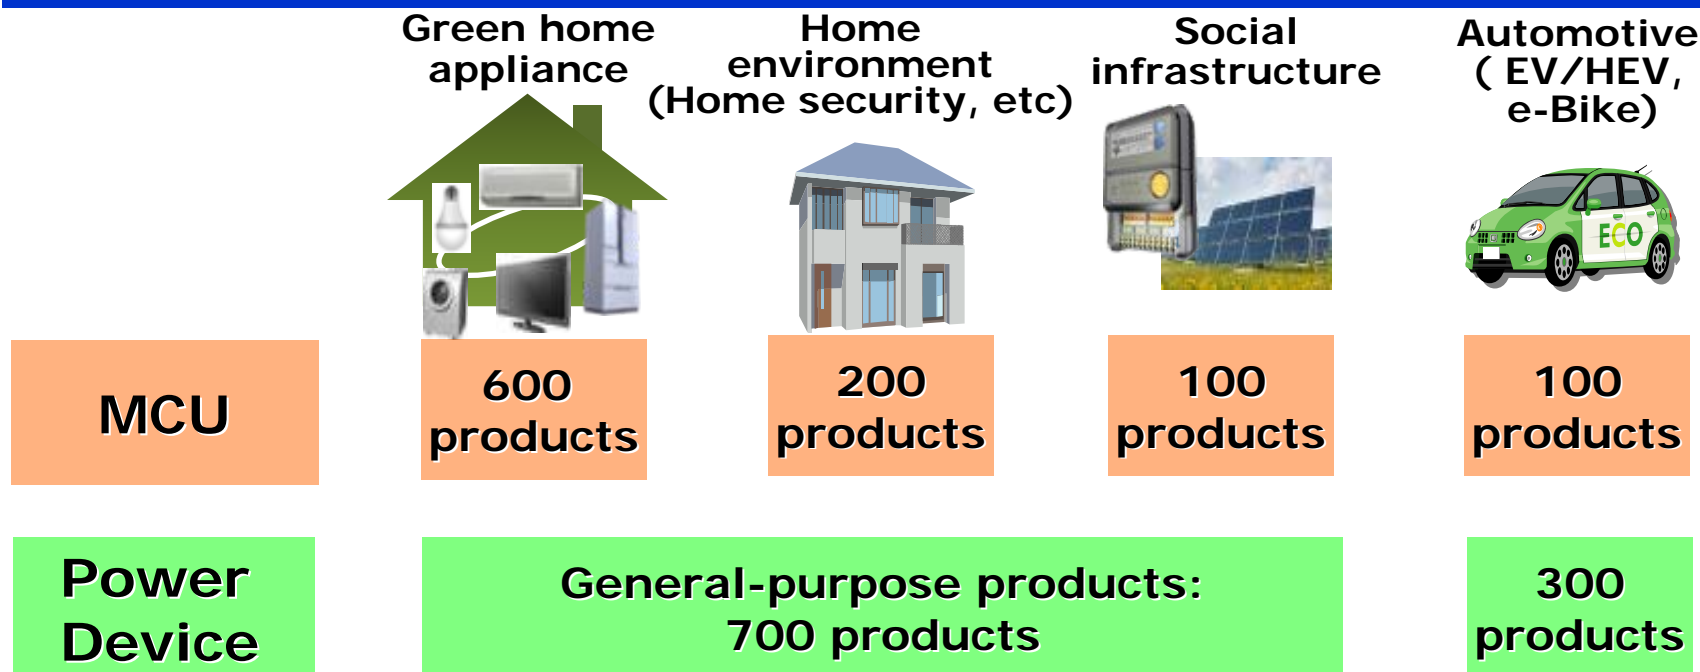 Green home
appliance
Home
environment
(Home security, etc)
Social
infrastructure
Automotive
( EV/HEV,
e-Bike)
ECO
MCU
600
products
200
products
100
products
100
products
Power
Device
General-purpose products:
700 products
300
products